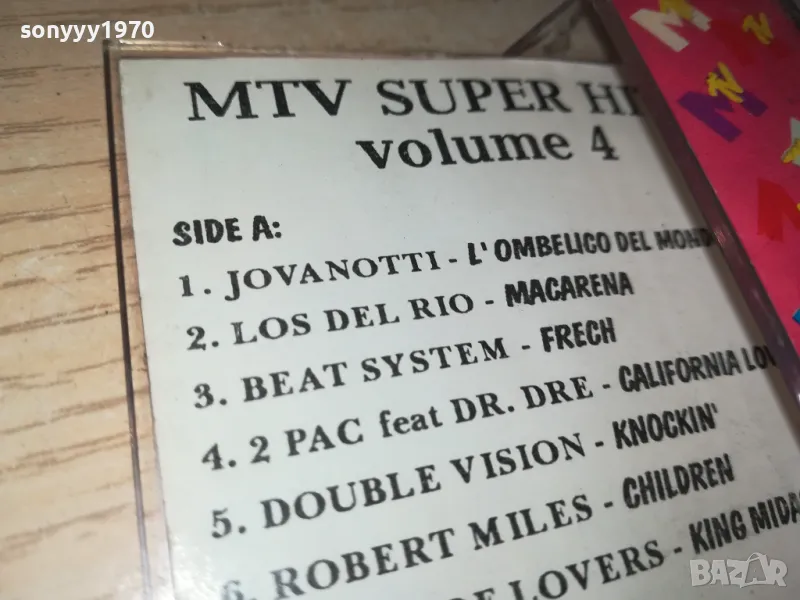 sonyyy1970
MTV SUPER HI
volume 4
SIDE A:
1. JOVANOTTI - L'OMBELICO DEL MOND
2. LOS DEL RIO - MACARENA
3. BEAT SYSTEM - FRECH
4. 2 PAC feat DR. DRE - CALIFORNIA LOV
5. DOUBLE VISION - KNOCKIN'
6. ROBERT MILES - CHILDREN
OF LOVERS - KING MIDA
BAZAR